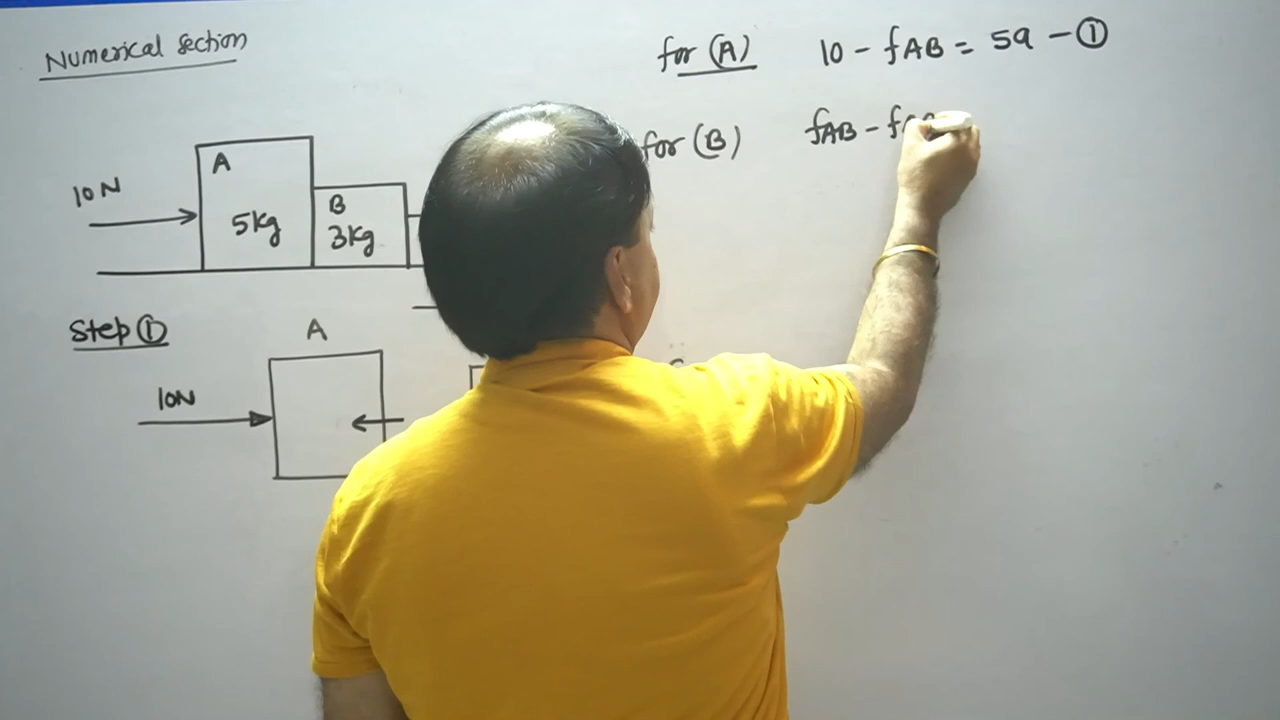 Numerical Section
for (A) 10 - fAB = 5a - ①
for (B) fAB - f
10 N
A
5kg
B
3kg
Step ①
A
10N